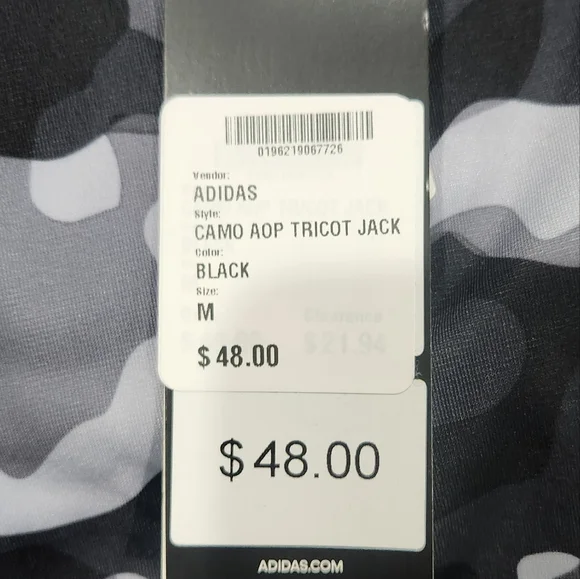 0196219067726
Vendor:
ADIDAS
Style:
CAMO AOP TRICOT JACK
Color:
BLACK
Size:
M
$48.00
$21.94
$48.00
ADIDAS.COM